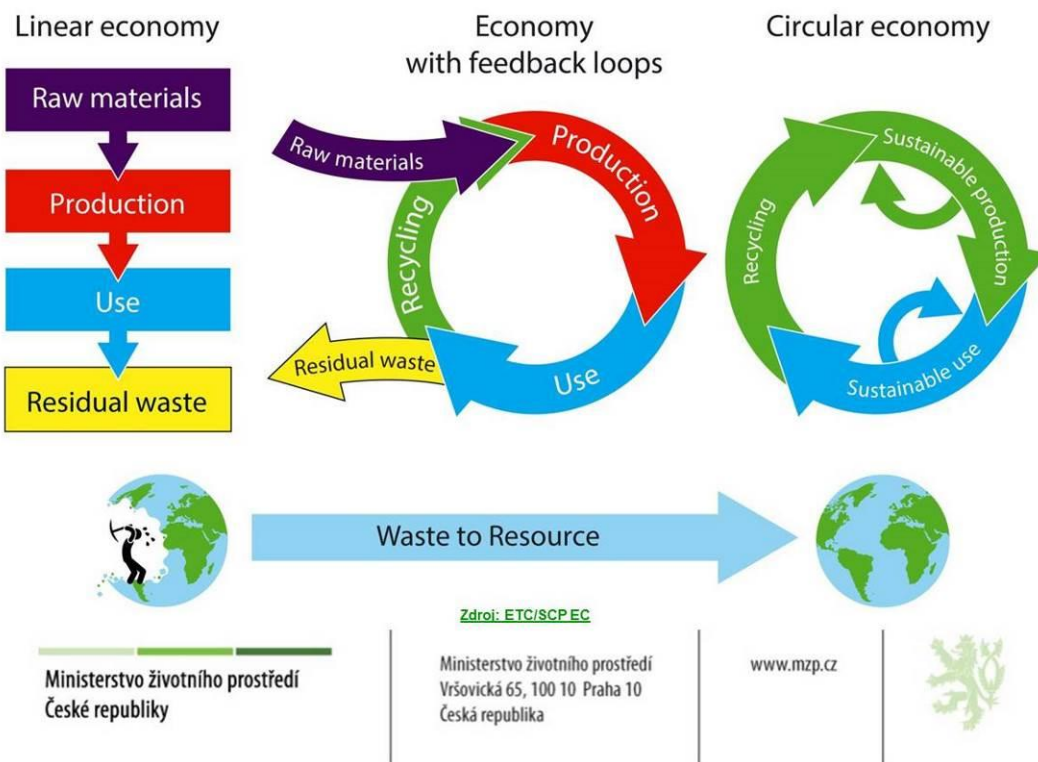 Linear economy
Raw materials
Production
Use
Residual waste
Economy
with feedback loops
Raw materials
Production
Recycling
Residual waste
Use
Circular economy
Sustainable production
Recycling
Sustainable use
Waste to Resource
Zdroj: ETC/SCP EC
Ministerstvo životního prostředí
České republiky
Ministerstvo životního prostředí
Vršovická 65, 100 10 Praha 10
Česká republika
www.mzp.cz